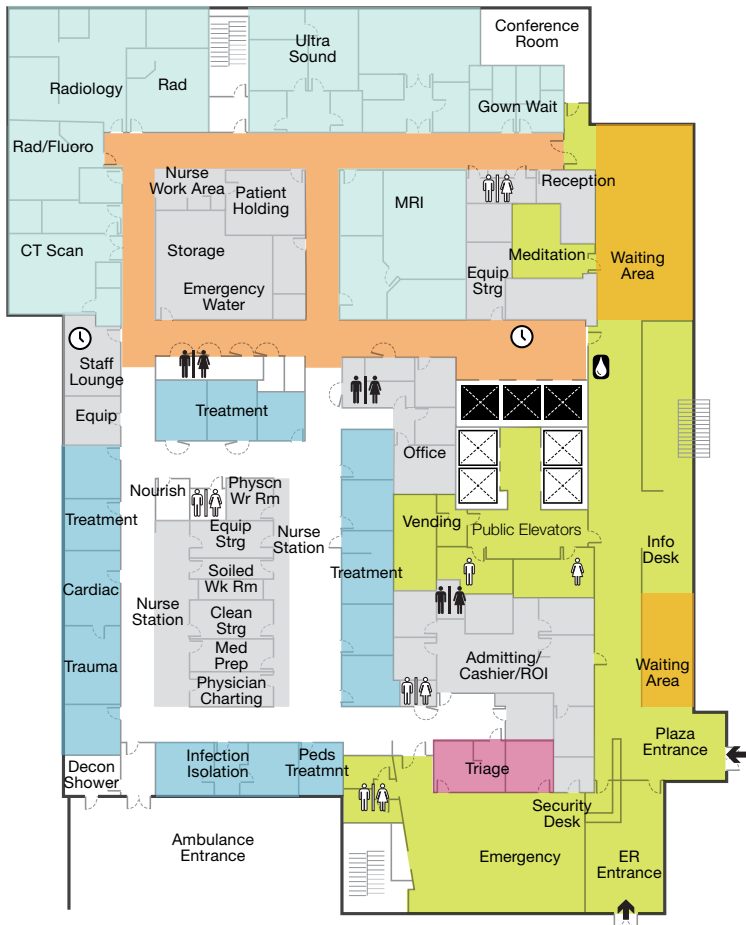 Conference
Room
Ultra
Sound
Radiology
Rad
Gown Wait
Rad/Fluoro
Nurse
Work Area
Patient
Holding
MRI
Reception
CT Scan
Storage
Meditation
Waiting
Area
Equip
Strg
Emergency
Water
Staff
Lounge
Equip
Treatment
Office
Nourish
Physcn
Wr Rm
Vending
Public Elevators
Treatment
Equip
Strg
Nurse
Station
Info
Desk
Soiled
Wk Rm
Treatment
Cardiac
Nurse
Station
Clean
Strg
Med
Prep
Trauma
Admitting/
Cashier/ROI
Waiting
Area
Physician
Charting
Plaza
Entrance
Decon
Shower
Infection
Isolation
Peds
Treatmnt
Triage
Security
Desk
Ambulance
Entrance
Emergency
ER
Entrance